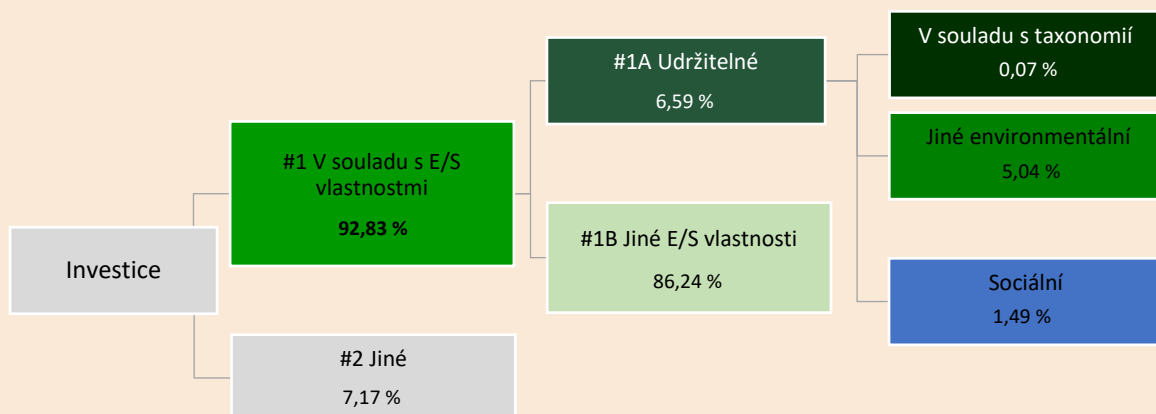 Investice
#1 V souladu s E/S
vlastnostmi
92,83 %
#2 Jiné
7,17 %
#1A Udržitelné
6,59 %
#1B Jiné E/S vlastnosti
86,24 %
V souladu s taxonomií
0,07 %
Jiné environmentální
5,04 %
Sociální
1,49 %